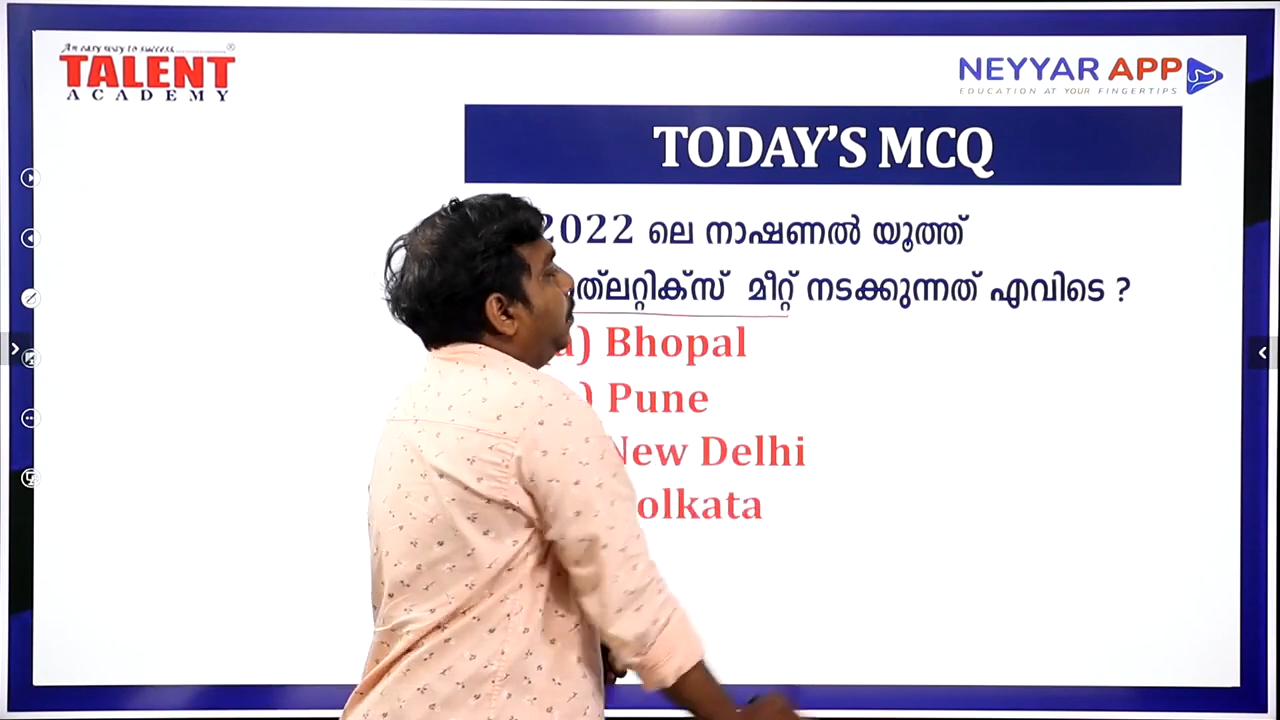 An easy way to success
TALENT
ACADEMY
NEYYAR APP
EDUCATION AT YOUR FINGERTIPS
TODAY'S MCQ
2022 ലെ നാഷണൽ യൂത്ത്
മീറ്റ് നടക്കുന്നത് എവിടെ ?
a) Bhopal
) Pune
New Delhi
olkata